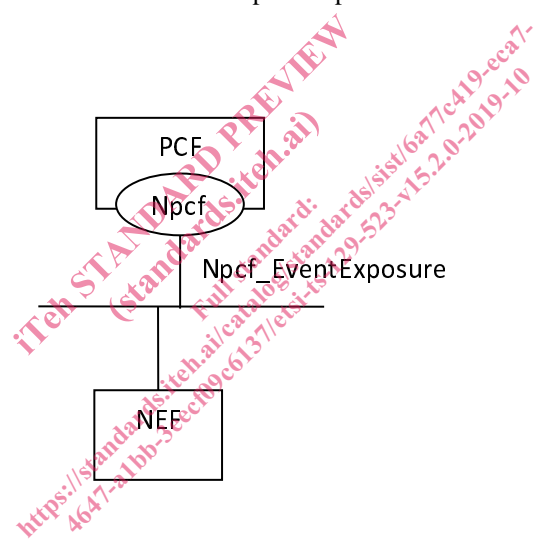 PCF
Npcf
Npcf_EventExposure
NEF
iTeh STANDARD PREVIEW
(standards.iteh.ai)
Full standard:
https://standards.iteh.ai/catalog/standards/sist/6a77c419-eca7-
4647-a1bb-3cecf09c6137/etsi-ts-129-523-v15.2.0-2019-10